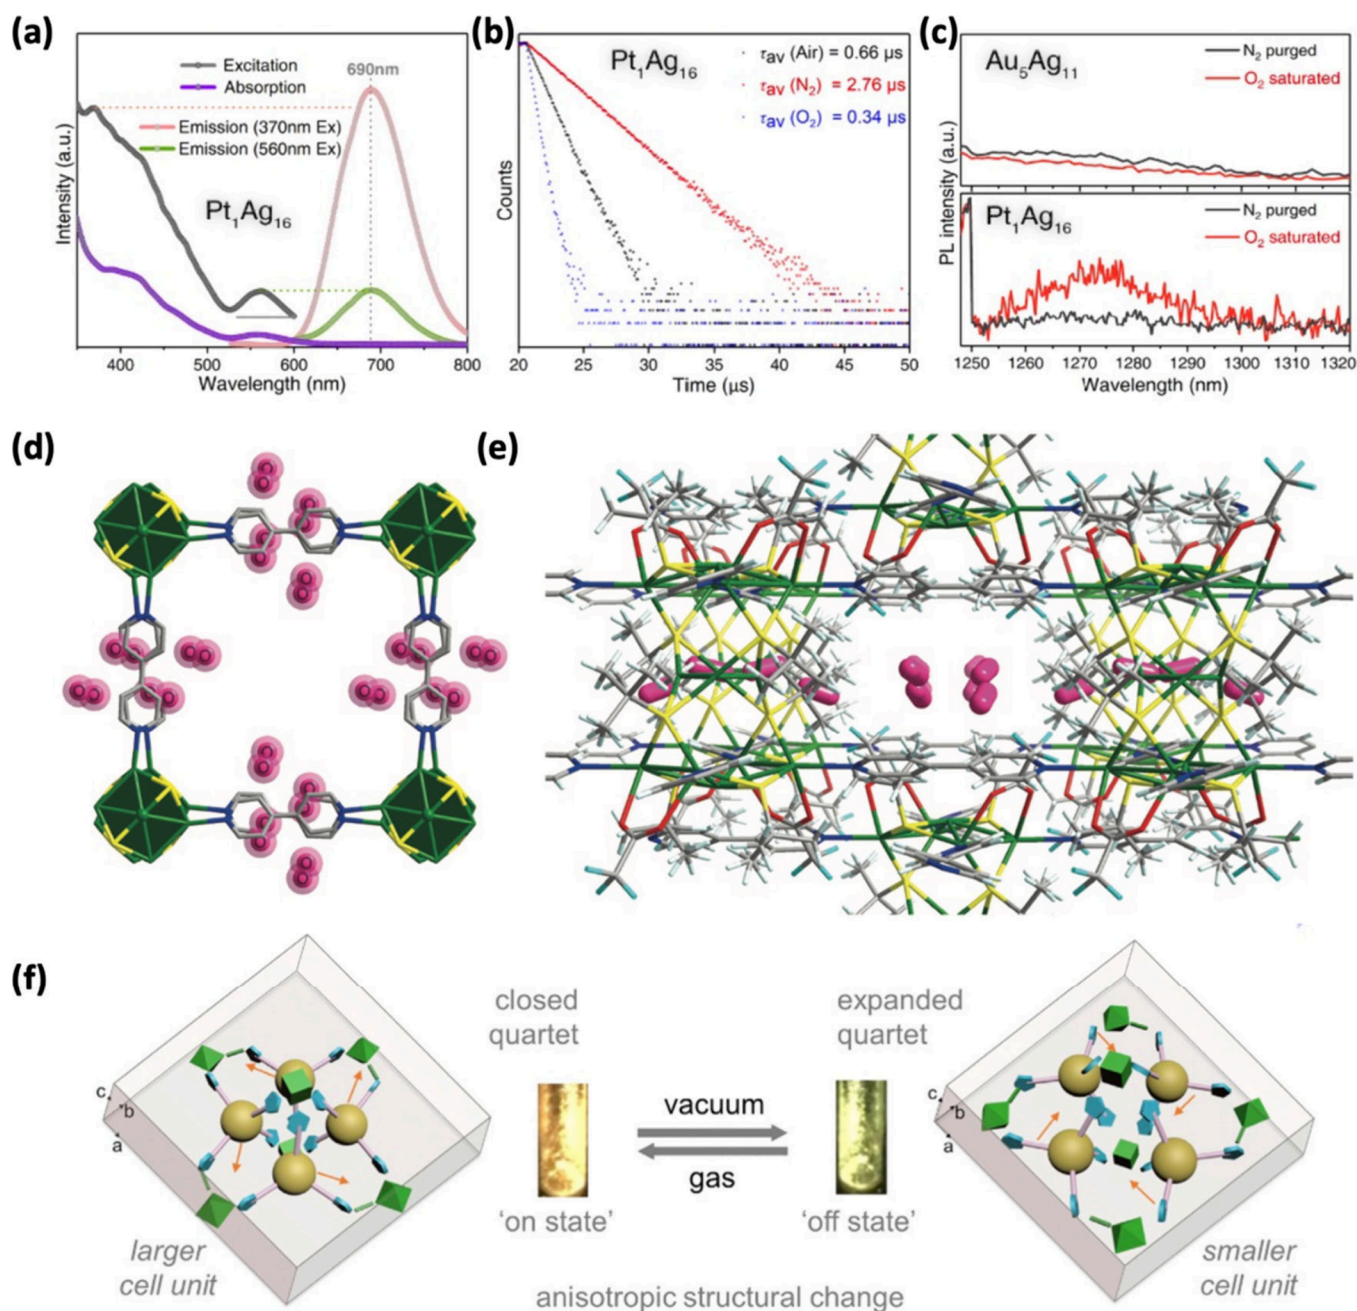 (a)
Excitation
Absorption
Emission (370nm Ex)
Emission (560nm Ex)
690nm
Pt1Ag16
Intensity (a.u.)
400
500
600
700
800
Wavelength (nm)
(b)
Pt1Ag16
τav (Air) = 0.66 μs
τav (N2) = 2.76 μs
τav (O2) = 0.34 μs
Counts
20
25
30
35
40
45
50
Time (μs)
(c)
Au5Ag11
N2 purged
O2 saturated
Pt1Ag16
N2 purged
O2 saturated
PL intensity (a.u.)
1250
1260
1270
1280
1290
1300
1310
1320
Wavelength (nm)
(d)
(e)
(f)
closed
quartet
expanded
quartet
vacuum
gas
'on state'
'off state'
c
b
a
larger
cell unit
c
b
a
smaller
cell unit
anisotropic structural change